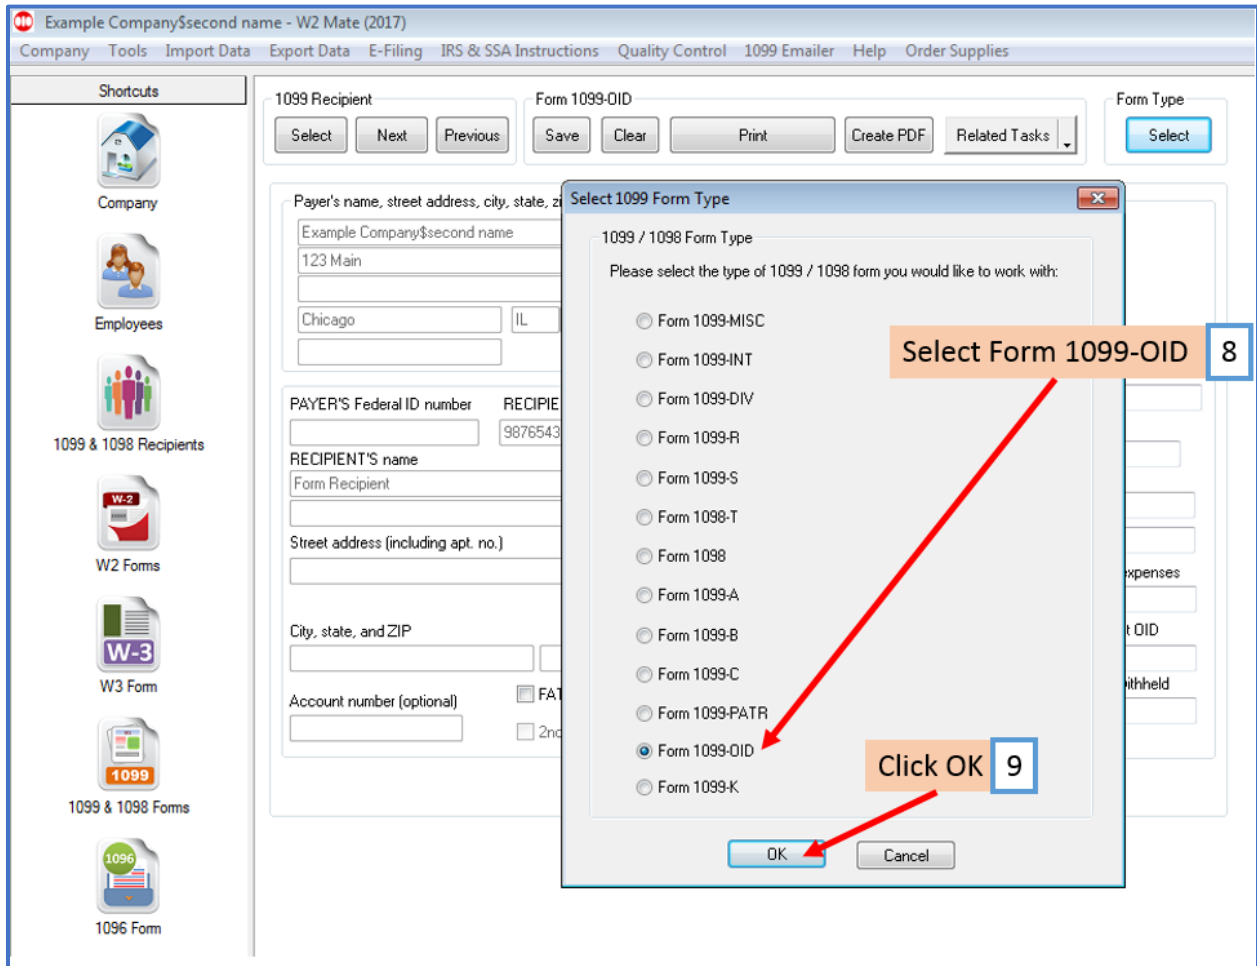 Example Company$second name - W2 Mate (2017)
Company Tools Import Data Export Data E-Filing IRS & SSA Instructions Quality Control 1099 Emailer Help Order Supplies
Shortcuts
Company
Employees
1099 & 1098 Recipients
W-2
W2 Forms
W-3
W3 Form
1099
1099 & 1098 Forms
1096
1096 Form
1099 Recipient
Select Next Previous
Form 1099-OID
Save Clear Print Create PDF Related Tasks
Form Type
Select
Payer's name, street address, city, state, zi
Example Company$second name
123 Main
Chicago IL
PAYER'S Federal ID number RECIPIE
9876543
RECIPIENT'S name
Form Recipient
Street address (including apt. no.)
City, state, and ZIP
Account number (optional)
FAT
2nd
expenses
t OID
withheld
Select 1099 Form Type
1099 / 1098 Form Type
Please select the type of 1099 / 1098 form you would like to work with:
Form 1099-MISC
Form 1099-INT
Form 1099-DIV
Form 1099-R
Form 1099-S
Form 1098-T
Form 1098
Form 1099-A
Form 1099-B
Form 1099-C
Form 1099-PATR
Form 1099-OID
Form 1099-K
OK Cancel
Select Form 1099-OID 8
Click OK 9